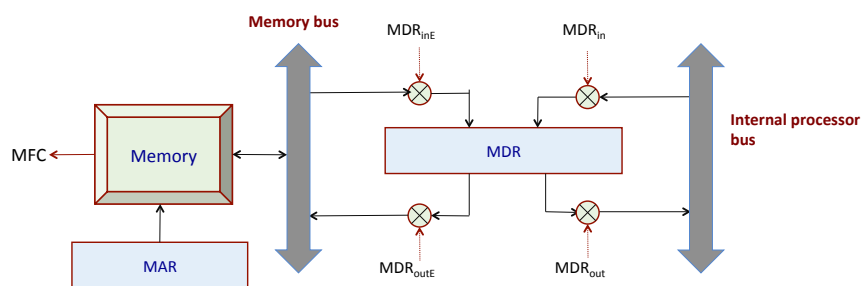 Memory bus
MDRinE
MDRin
Internal processor
bus
MFC
Memory
MDR
MAR
MDRoutE
MDRout